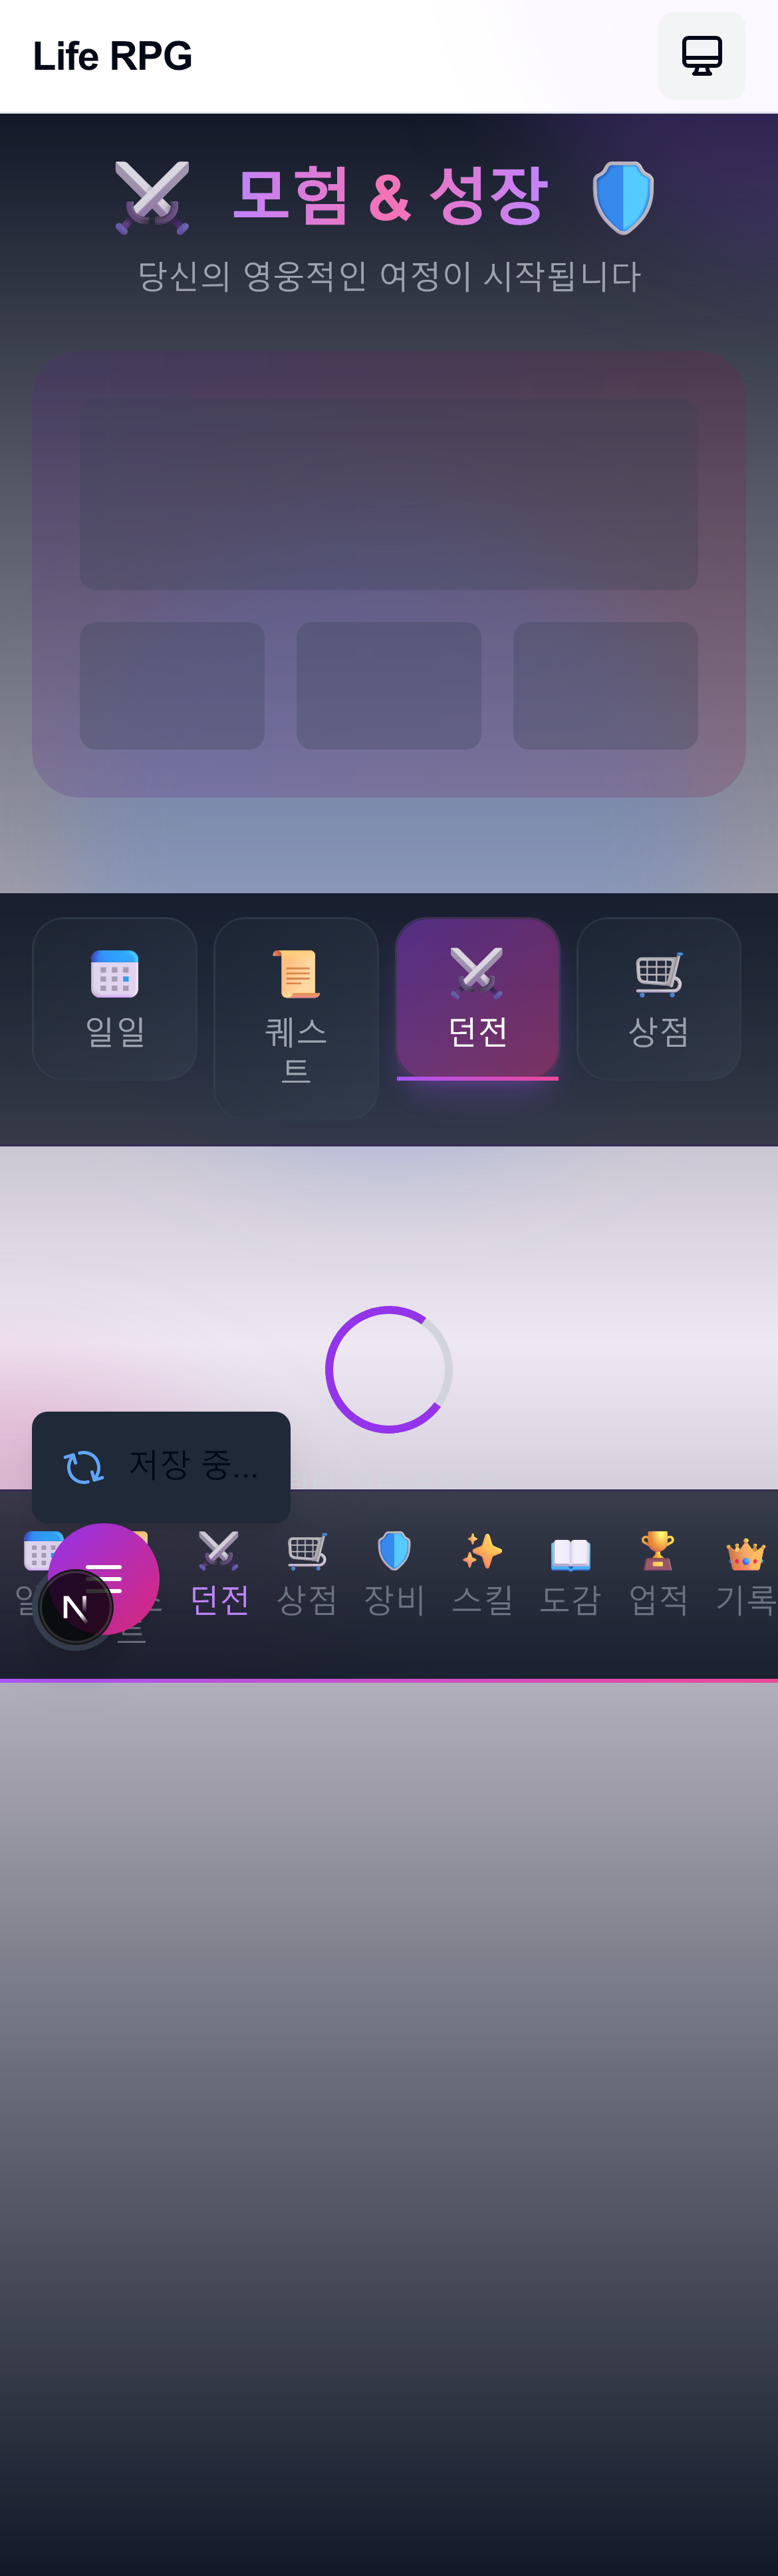 Life RPG
모험 & 성장
당신의 영웅적인 여정이 시작됩니다
일일
퀘스
트
던전
상점
저장 중...
던전
상점
장비
스킬
도감
업적
기록
N